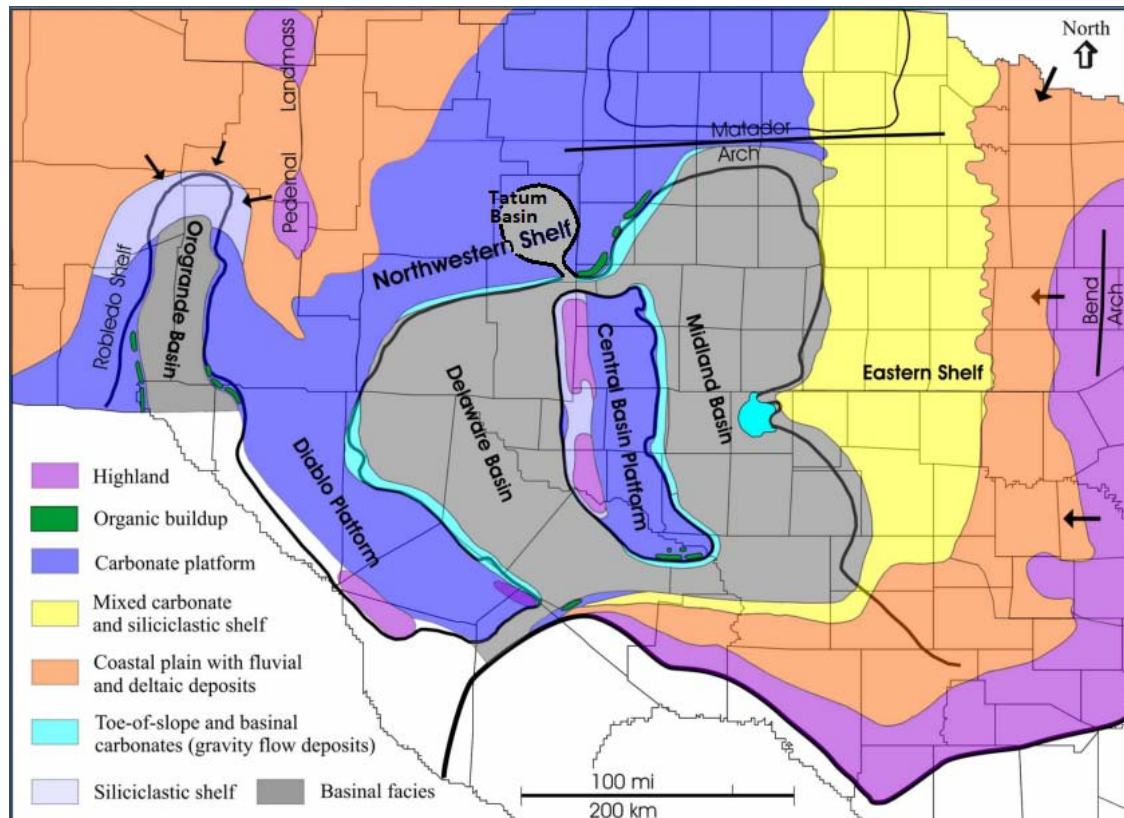 North
Landmass
Pedernal
Matador
Arch
Tatum
Basin
Northwestern Shelf
Orogrande Basin
Robledo Shelf
Bend
Arch
Central Basin Platform
Midland Basin
Eastern Shelf
Delaware Basin
Diablo Platform
Highland
Organic buildup
Carbonate platform
Mixed carbonate
and siliciclastic shelf
Coastal plain with fluvial
and deltaic deposits
Toe-of-slope and basinal
carbonates (gravity flow deposits)
Siliciclastic shelf
Basinal facies
100 mi
200 km